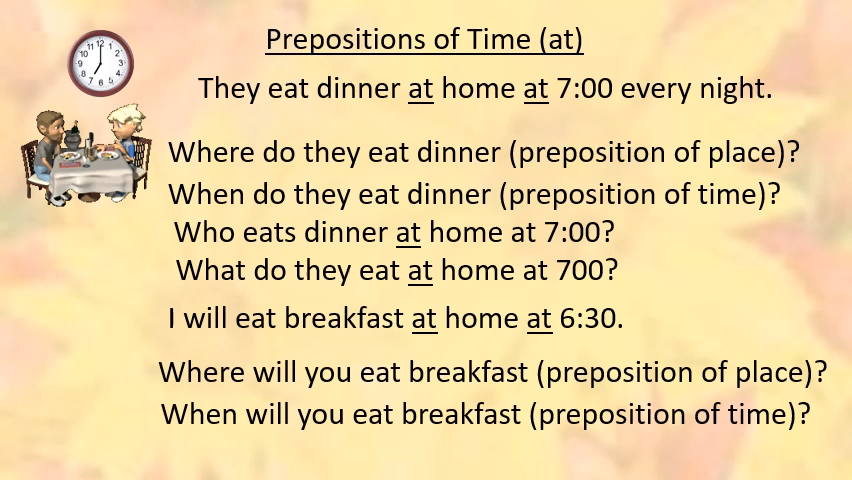 Prepositions of Time (at)
They eat dinner at home at 7:00 every night.
Where do they eat dinner (preposition of place)?
When do they eat dinner (preposition of time)?
Who eats dinner at home at 7:00?
What do they eat at home at 700?
I will eat breakfast at home at 6:30.
Where will you eat breakfast (preposition of place)?
When will you eat breakfast (preposition of time)?